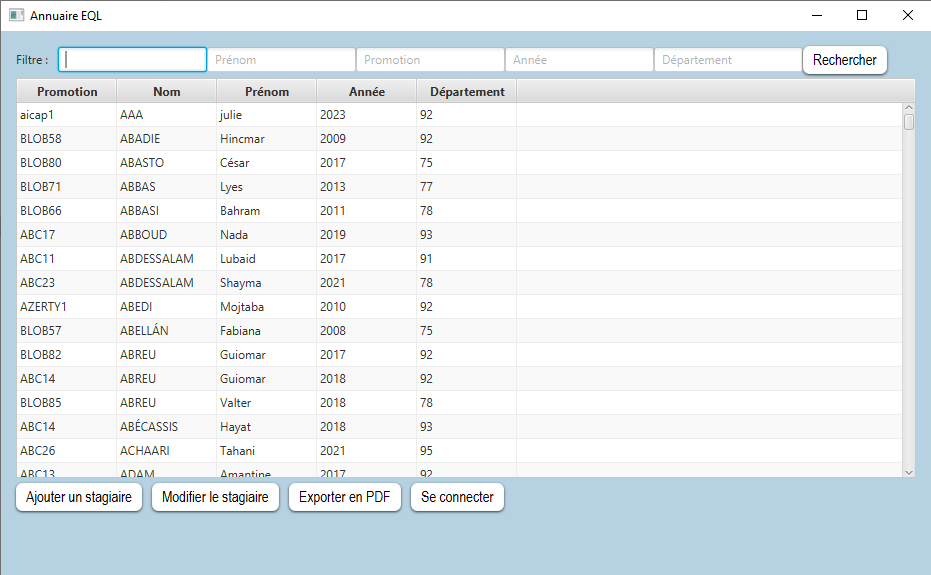 Annuaire EQL
Filtre : Prénom Promotion Année Département Rechercher
Promotion Nom Prénom Année Département
aicap1 AAA julie 2023 92
BLOB58 ABADIE Hincmar 2009 92
BLOB80 ABASTO César 2017 75
BLOB71 ABBAS Lyes 2013 77
BLOB66 ABBASI Bahram 2011 78
ABC17 ABBOUD Nada 2019 93
ABC11 ABDESSALAM Lubaid 2017 91
ABC23 ABDESSALAM Shayma 2021 78
AZERTY1 ABEDI Mojtaba 2010 92
BLOB57 ABELLÁN Fabiana 2008 75
BLOB82 ABREU Guiomar 2017 92
ABC14 ABREU Guiomar 2018 92
BLOB85 ABREU Valter 2018 78
ABC14 ABÉCASSIS Hayat 2018 93
ABC26 ACHAARI Tahani 2021 95
ABC13 ADAM Amantine 2017 92
Ajouter un stagiaire Modifier le stagiaire Exporter en PDF Se connecter